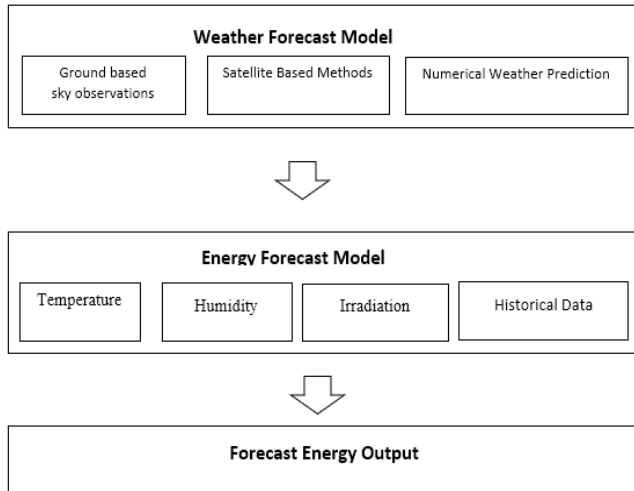 Weather Forecast Model
Ground based
sky observations
Satellite Based Methods
Numerical Weather Prediction
Energy Forecast Model
Temperature
Humidity
Irradiation
Historical Data
Forecast Energy Output